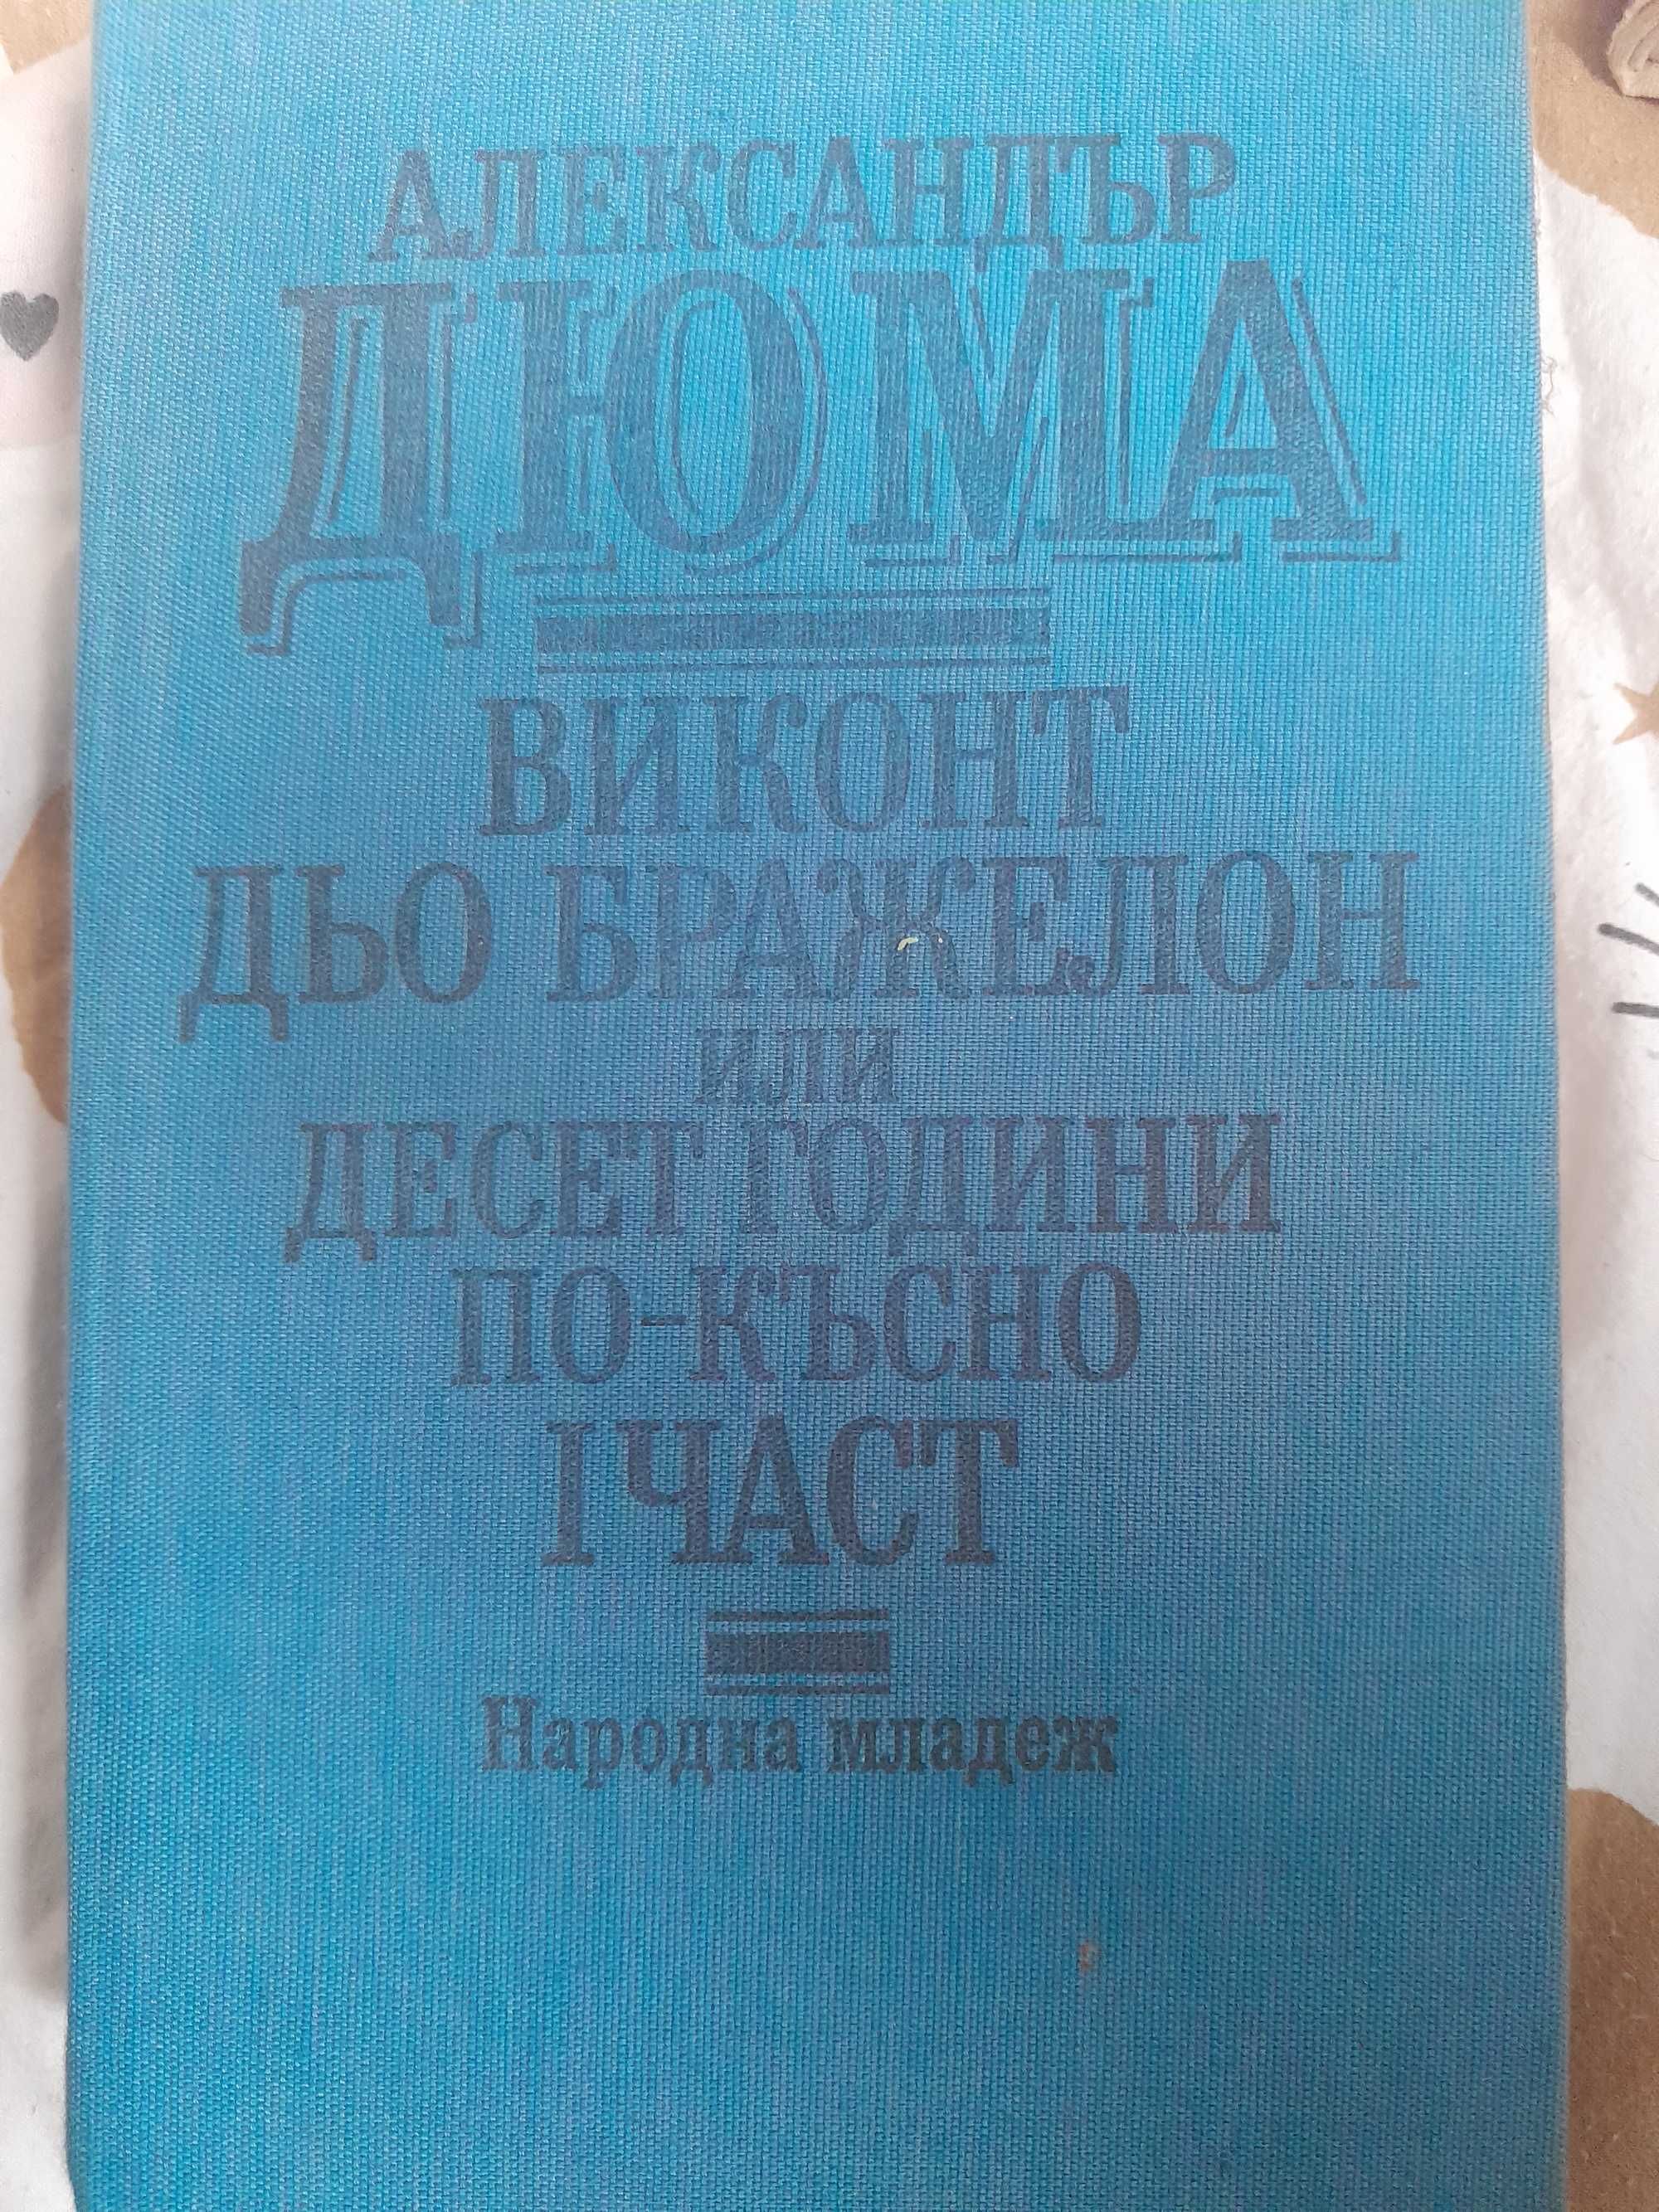 АЛЕКСАНДЪР
ДЮМА
ВИКОНТ
ДЬО БРАЖЕЛОН
ИЛИ
ДЕСЕТ ГОДИНИ
ПО-КЪСНО
I ЧАСТ
Народна младеж